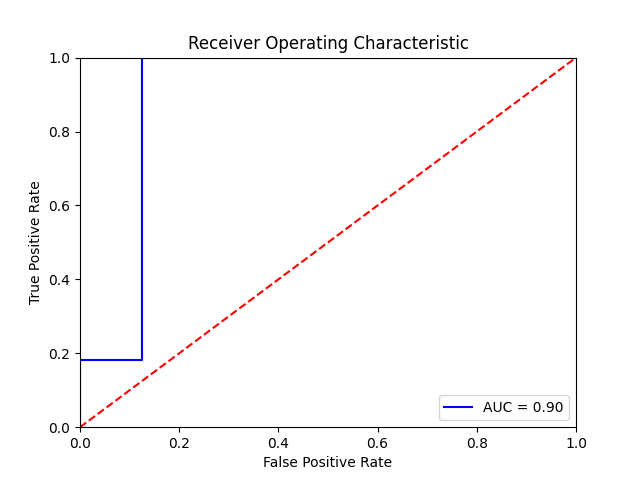 Receiver Operating Characteristic
1.0
0.8
0.6
0.4
0.2
0.0
True Positive Rate
AUC = 0.90
0.0 0.2 0.4 0.6 0.8 1.0
False Positive Rate